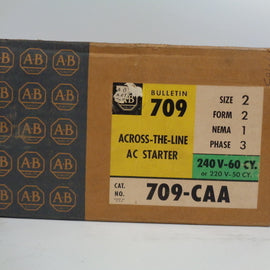 A·B A·B A·B
A·B A·B A·B
A·B A·B A·B
A·B A·B A·B
A·B A·B A·B
BULLETIN
709
ACROSS-THE-LINE
AC STARTER
SIZE 2
FORM 2
NEMA 1
PHASE 3
240 V-60 CY.
or 220 V-50 CY.
CAT.
NO.
709-CAA